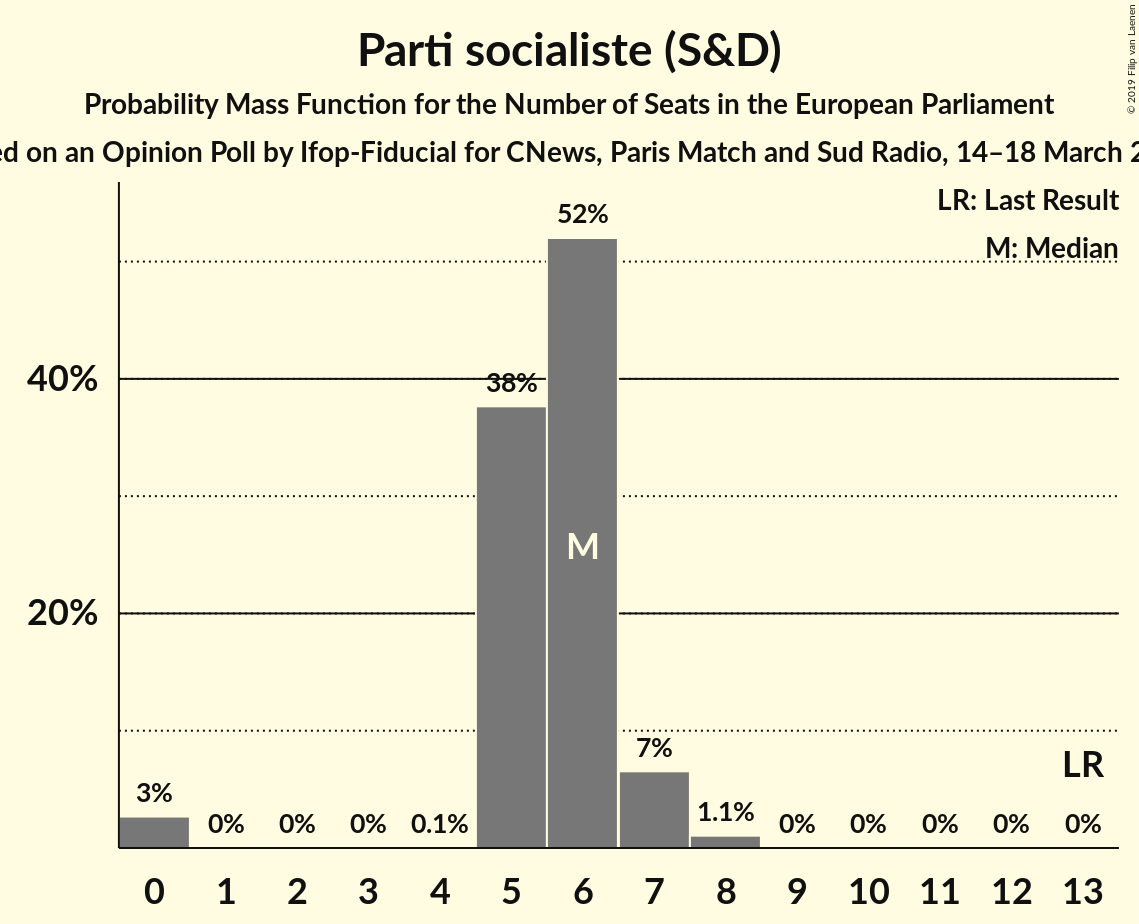 Parti socialiste (S&D)
Probability Mass Function for the Number of Seats in the European Parliament
on an Opinion Poll by Ifop-Fiducial for CNews, Paris Match and Sud Radio, 14–18 March
© 2019 Filip van Laenen
LR: Last Result
M: Median
52%
40%
38%
M
20%
7%
LR
3%
0%
0%
0%
0.1%
1.1%
0%
0%
0%
0%
0%
0 1 2 3 4 5 6 7 8 9 10 11 12 13